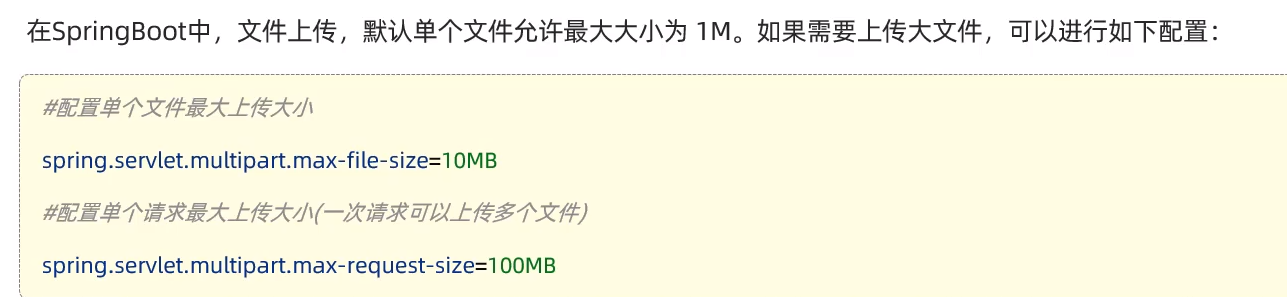 在SpringBoot中，文件上传，默认单个文件允许最大大小为 1M。如果需要上传大文件，可以进行如下配置：
#配置单个文件最大上传大小
spring.servlet.multipart.max-file-size=10MB
#配置单个请求最大上传大小(一次请求可以上传多个文件)
spring.servlet.multipart.max-request-size=100MB